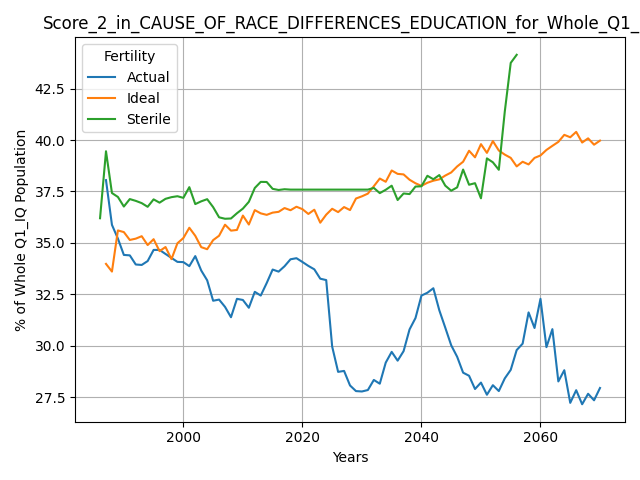 Score_2_in_CAUSE_OF_RACE_DIFFERENCES_EDUCATION_for_Whole_Q1_
Fertility
Actual
Ideal
Sterile
% of Whole Q1_IQ Population
42.5
40.0
37.5
35.0
32.5
30.0
27.5
2000
2020
2040
2060
Years